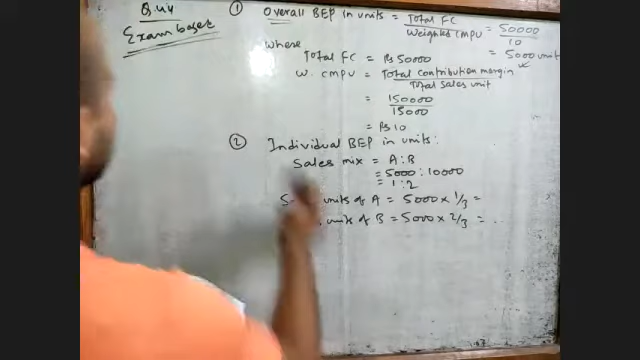 Q.44
Exam based
① Overall BEP in units = Total FC / Weighted CMPU = 50000 / 10
= 5000 units
where
Total FC = Rs 50000
W. CMPU = Total contribution margin / Total sales unit
= 150000 / 15000
= Rs 10
② Individual BEP in units:
Sales mix = A : B
= 5000 : 10000
= 1 : 2
units of A = 5000 x 1/3 =
units of B = 5000 x 2/3 =